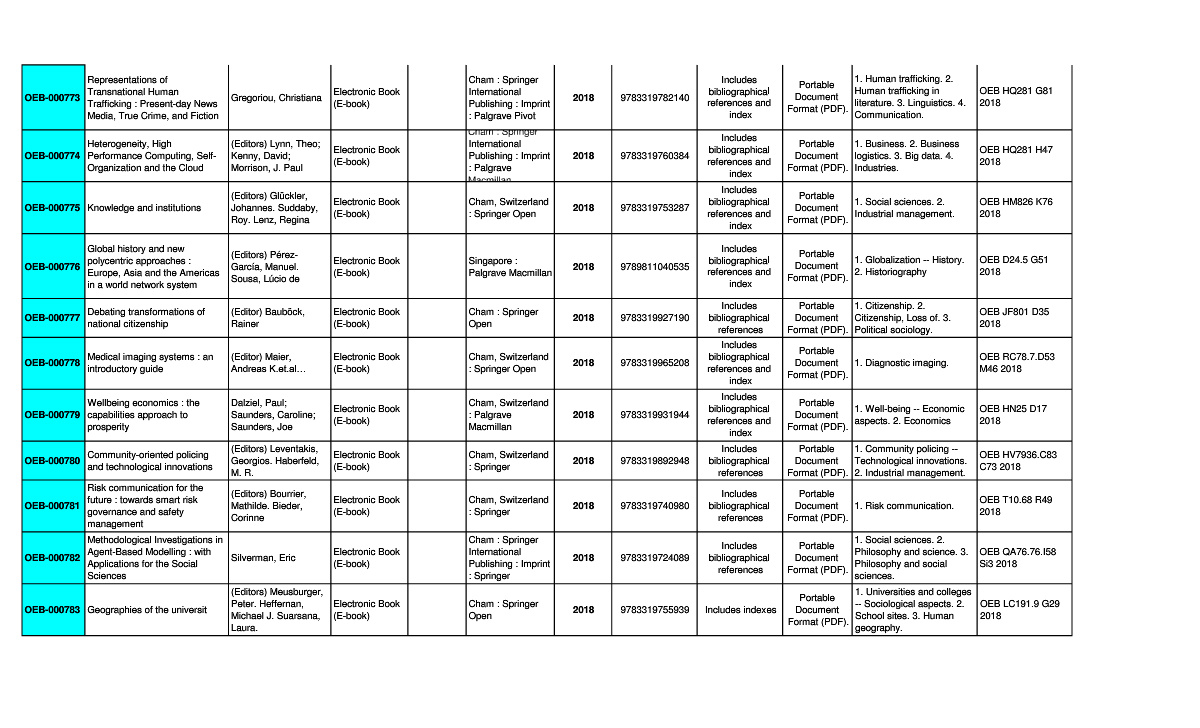 OEB-000773
Representations of
Transnational Human
Trafficking : Present-day News
Media, True Crime, and Fiction
Gregoriou, Christiana
Electronic Book
(E-book)
Cham : Springer
International
Publishing : Imprint
: Palgrave Pivot
2018
9783319782140
Includes
bibliographical
references and
index
Portable
Document
Format (PDF).
1. Human trafficking. 2.
Human trafficking in
literature. 3. Linguistics. 4.
Communication.
OEB HQ281 G81
2018
OEB-000774
Heterogeneity, High
Performance Computing, Self-
Organization and the Cloud
(Editors) Lynn, Theo;
Kenny, David;
Morrison, J. Paul
Electronic Book
(E-book)
Cham : Springer
International
Publishing : Imprint
: Palgrave
Macmillan
2018
9783319760384
Includes
bibliographical
references and
index
Portable
Document
Format (PDF).
1. Business. 2. Business
logistics. 3. Big data. 4.
Industries.
OEB HQ281 H47
2018
OEB-000775
Knowledge and institutions
(Editors) Glückler,
Johannes. Suddaby,
Roy. Lenz, Regina
Electronic Book
(E-book)
Cham, Switzerland
: Springer Open
2018
9783319753287
Includes
bibliographical
references and
index
Portable
Document
Format (PDF).
1. Social sciences. 2.
Industrial management.
OEB HM826 K76
2018
OEB-000776
Global history and new
polycentric approaches :
Europe, Asia and the Americas
in a world network system
(Editors) Pérez-
García, Manuel.
Sousa, Lúcio de
Electronic Book
(E-book)
Singapore :
Palgrave Macmillan
2018
9789811040535
Includes
bibliographical
references and
index
Portable
Document
Format (PDF).
1. Globalization -- History.
2. Historiography
OEB D24.5 G51
2018
OEB-000777
Debating transformations of
national citizenship
(Editor) Bauböck,
Rainer
Electronic Book
(E-book)
Cham : Springer
Open
2018
9783319927190
Includes
bibliographical
references
Portable
Document
Format (PDF).
1. Citizenship. 2.
Citizenship, Loss of. 3.
Political sociology.
OEB JF801 D35
2018
OEB-000778
Medical imaging systems : an
introductory guide
(Editor) Maier,
Andreas K.et.al...
Electronic Book
(E-book)
Cham, Switzerland
: Springer Open
2018
9783319965208
Includes
bibliographical
references and
index
Portable
Document
Format (PDF).
1. Diagnostic imaging.
OEB RC78.7.D53
M46 2018
OEB-000779
Wellbeing economics : the
capabilities approach to
prosperity
Dalziel, Paul;
Saunders, Caroline;
Saunders, Joe
Electronic Book
(E-book)
Cham, Switzerland
: Palgrave
Macmillan
2018
9783319931944
Includes
bibliographical
references and
index
Portable
Document
Format (PDF).
1. Well-being -- Economic
aspects. 2. Economics
OEB HN25 D17
2018
OEB-000780
Community-oriented policing
and technological innovations
(Editors) Leventakis,
Georgios. Haberfeld,
M. R.
Electronic Book
(E-book)
Cham, Switzerland
: Springer
2018
9783319892948
Includes
bibliographical
references
Portable
Document
Format (PDF).
1. Community policing --
Technological innovations.
2. Industrial management.
OEB HV7936.C83
C73 2018
OEB-000781
Risk communication for the
future : towards smart risk
governance and safety
management
(Editors) Bourrier,
Mathilde. Bieder,
Corinne
Electronic Book
(E-book)
Cham, Switzerland
: Springer
2018
9783319740980
Includes
bibliographical
references
Portable
Document
Format (PDF).
1. Risk communication.
OEB T10.68 R49
2018
OEB-000782
Methodological Investigations in
Agent-Based Modelling : with
Applications for the Social
Sciences
Silverman, Eric
Electronic Book
(E-book)
Cham : Springer
International
Publishing : Imprint
: Springer
2018
9783319724089
Includes
bibliographical
references
Portable
Document
Format (PDF).
1. Social sciences. 2.
Philosophy and science. 3.
Philosophy and social
sciences.
OEB QA76.76.I58
Si3 2018
OEB-000783
Geographies of the universit
(Editors) Meusburger,
Peter. Heffernan,
Michael J. Suarsana,
Laura.
Electronic Book
(E-book)
Cham : Springer
Open
2018
9783319755939
Includes indexes
Portable
Document
Format (PDF).
1. Universities and colleges
-- Sociological aspects. 2.
School sites. 3. Human
geography.
OEB LC191.9 G29
2018